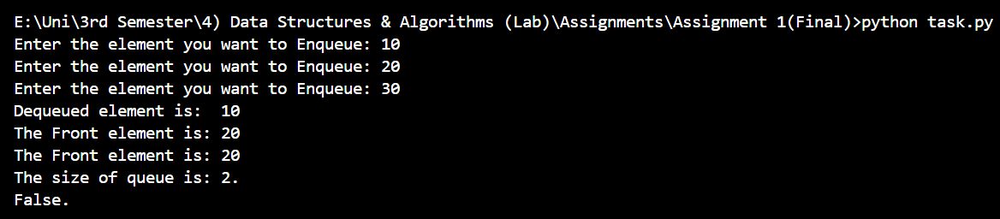 E:\Uni\3rd Semester\4) Data Structures & Algorithms (Lab)\Assignments\Assignment 1(Final)>python task.py
Enter the element you want to Enqueue: 10
Enter the element you want to Enqueue: 20
Enter the element you want to Enqueue: 30
Dequeued element is:  10
The Front element is: 20
The Front element is: 20
The size of queue is: 2.
False.